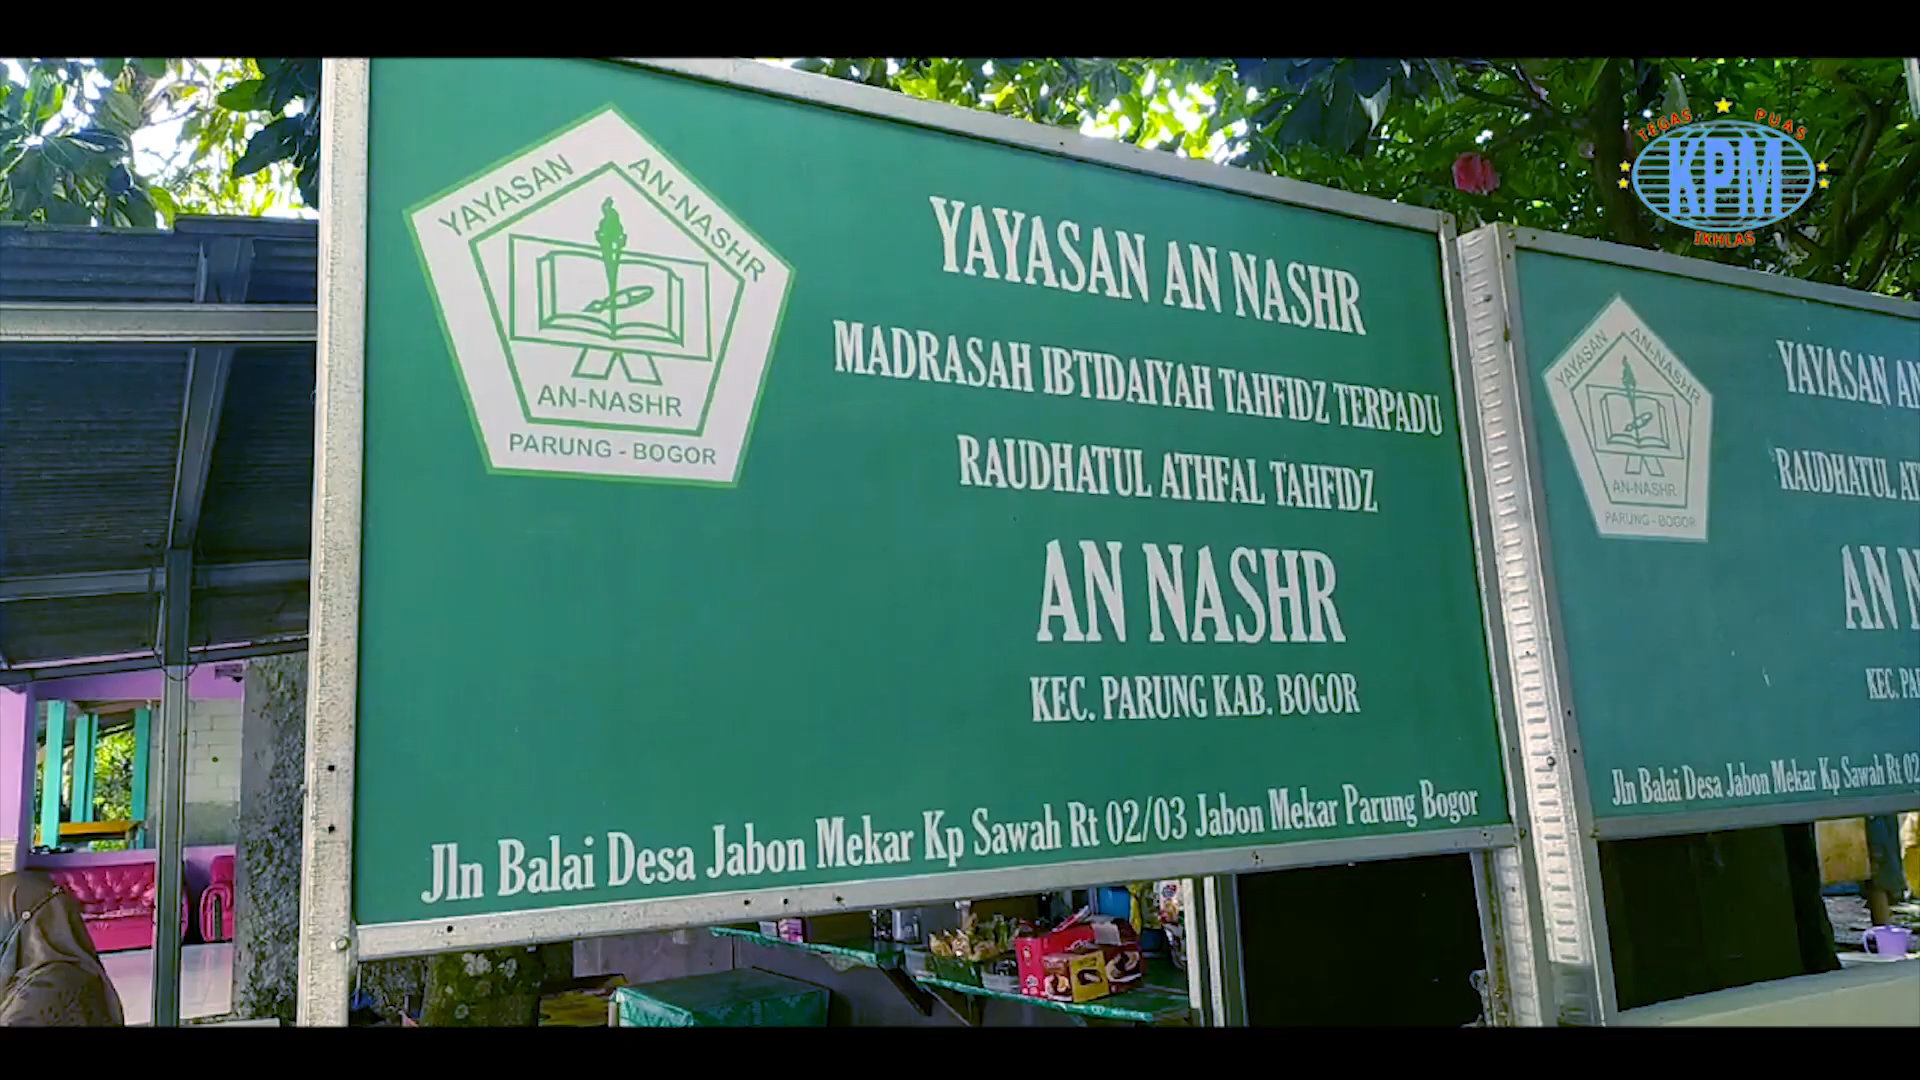 YAYASAN AN-NASHR
AN-NASHR
PARUNG - BOGOR
YAYASAN AN NASHR
MADRASAH IBTIDAIYAH TAHFIDZ TERPADU
RAUDHATUL ATHFAL TAHFIDZ
AN NASHR
KEC. PARUNG KAB. BOGOR
Jln Balai Desa Jabon Mekar Kp Sawah Rt 02/03 Jabon Mekar Parung Bogor
TEGAS PUAS
KPM
IKHLAS
YAYASAN AN-NASHR
AN-NASHR
PARUNG - BOGOR
YAYASAN AN
RAUDHATUL
AN
KEC.
Jln Balai Desa Jabon Mekar Kp Sawah Rt 02